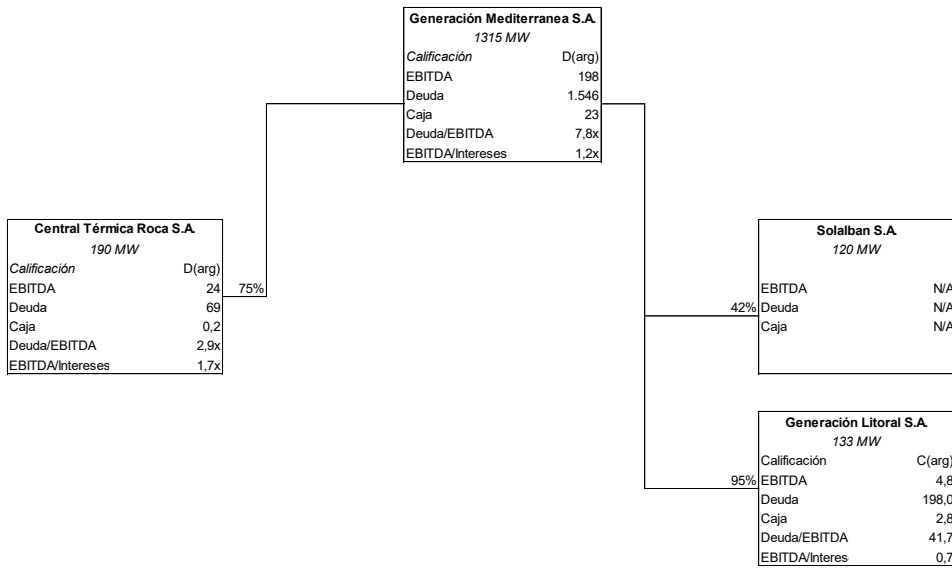 Generación Mediterranea S.A.
1315 MW
Calificación D(arg)
EBITDA 198
Deuda 1.546
Caja 23
Deuda/EBITDA 7,8x
EBITDA/Intereses 1,2x
Central Térmica Roca S.A.
190 MW
Calificación D(arg)
EBITDA 24
Deuda 69
Caja 0,2
Deuda/EBITDA 2,9x
EBITDA/Intereses 1,7x
75%
Solalban S.A.
120 MW
EBITDA N/A
42% Deuda N/A
Caja N/A
Generación Litoral S.A.
133 MW
Calificación C(arg)
95% EBITDA 4,8
Deuda 198,0
Caja 2,8
Deuda/EBITDA 41,7
EBITDA/Interes 0,7